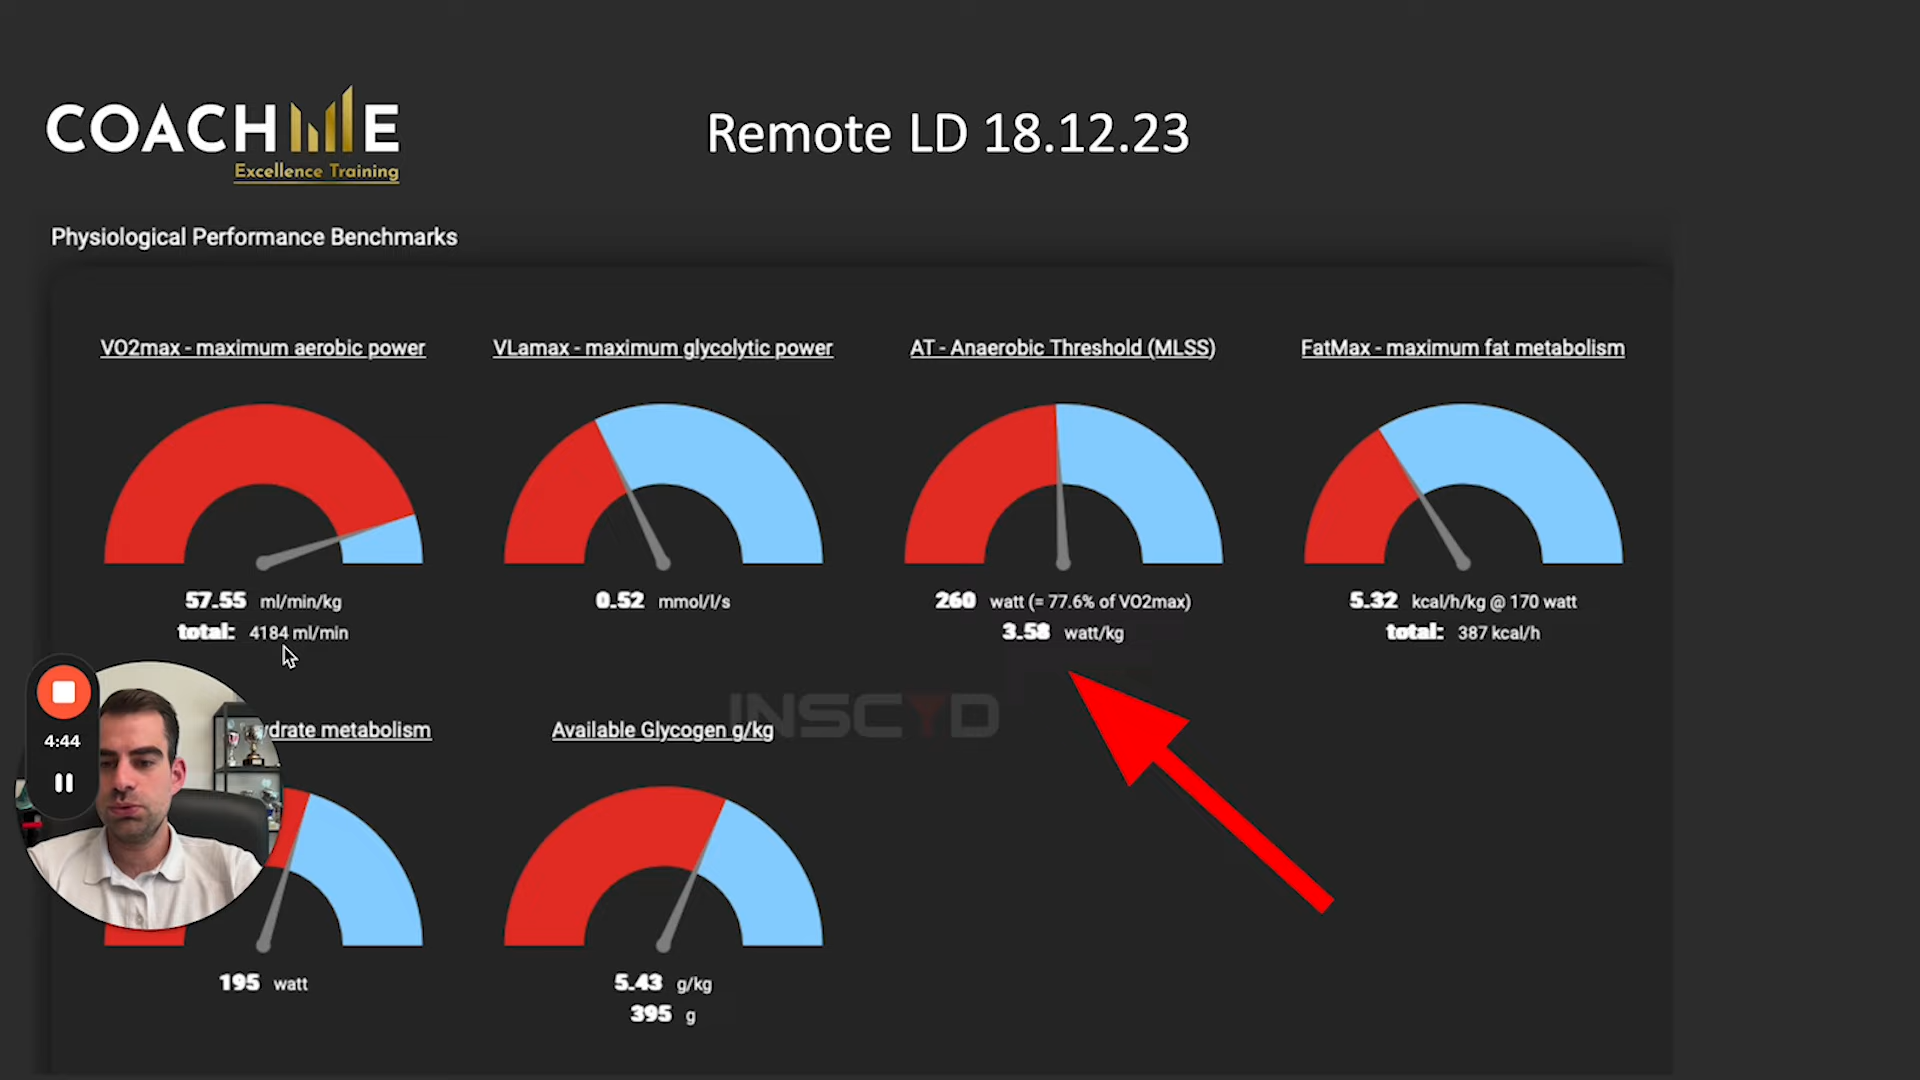 COACH ME
Excellence Training
Remote LD 18.12.23
Physiological Performance Benchmarks
VO2max - maximum aerobic power
57.55 ml/min/kg
total: 4184 ml/min
VLamax - maximum glycolytic power
0.52 mmol/l/s
AT - Anaerobic Threshold (MLSS)
260 watt (= 77.6% of VO2max)
3.58 watt/kg
FatMax - maximum fat metabolism
5.32 kcal/h/kg @ 170 watt
total: 387 kcal/h
INSCYD
4:44
ydrate metabolism
195 watt
Available Glycogen g/kg
5.43 g/kg
395 g